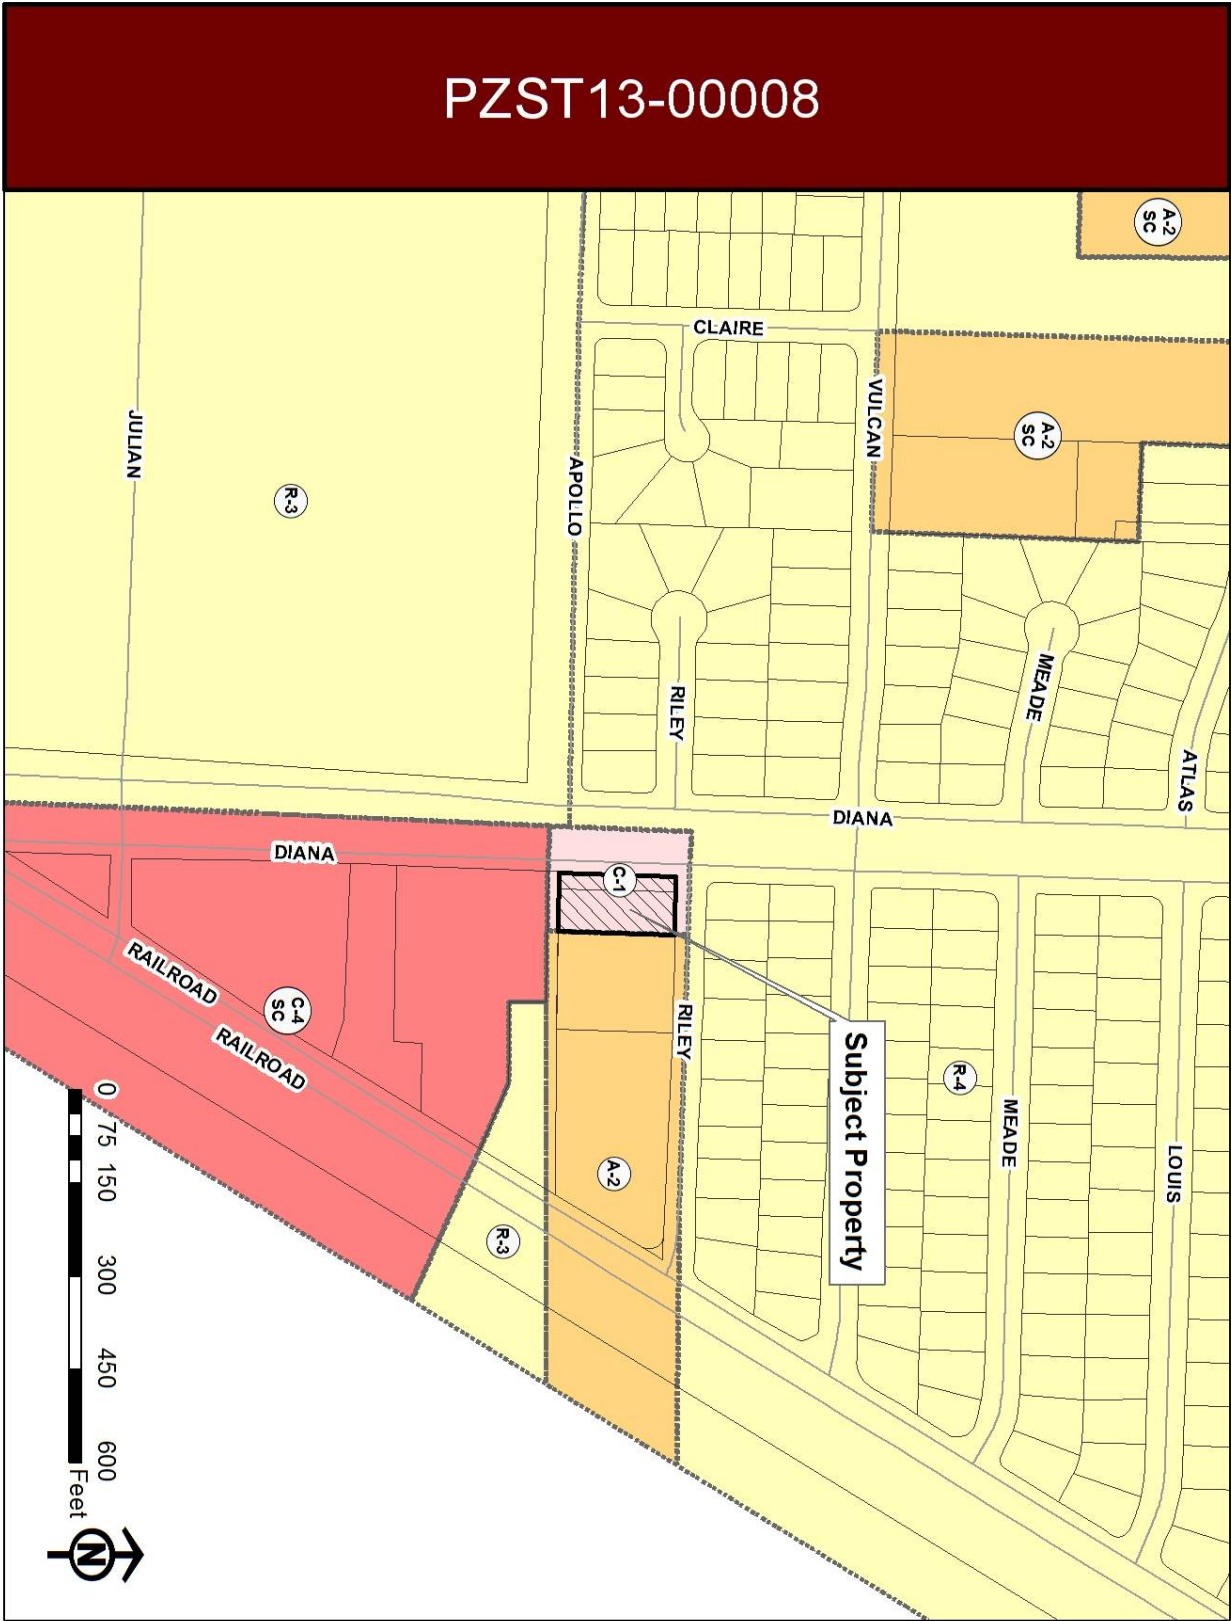 PZST13-00008
A-2
SC
CLAIRE
VULCAN
A-2
SC
JULIAN
R-3
APOLLO
RILEY
MEADE
ATLAS
DIANA
DIANA
C-1
RAILROAD
C-4
SC
RAILROAD
RILEY
Subject Property
R-4
MEADE
LOUIS
A-2
R-3
0 75 150 300 450 600
Feet
N